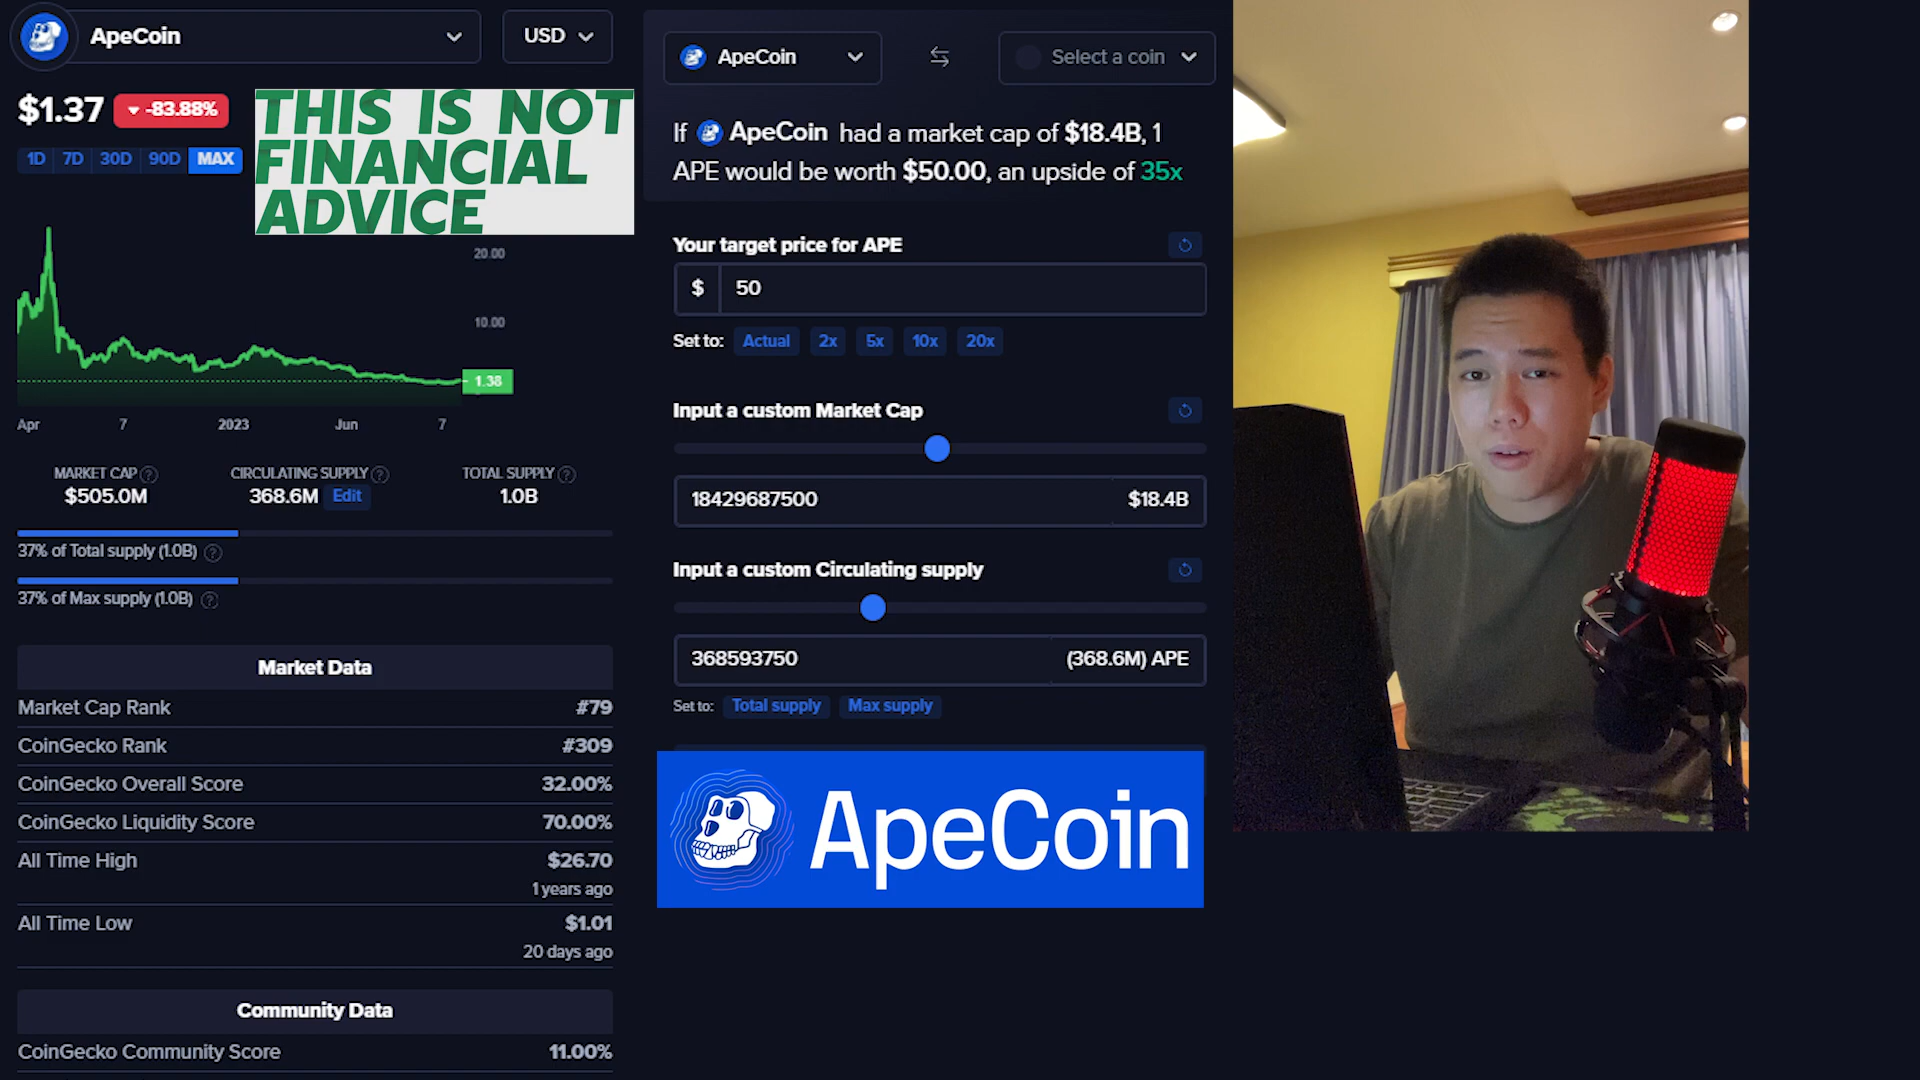 ApeCoin
USD
$1.37
-83.88%
1D 7D 30D 90D MAX
THIS IS NOT
FINANCIAL
ADVICE
20.00
10.00
1.38
Apr 7 2023 Jun 7
MARKET CAP ? CIRCULATING SUPPLY ? TOTAL SUPPLY ?
$505.0M 368.6M Edit 1.0B
37% of Total supply (1.0B) ?
37% of Max supply (1.0B) ?
Market Data
Market Cap Rank #79
CoinGecko Rank #309
CoinGecko Overall Score 32.00%
CoinGecko Liquidity Score 70.00%
All Time High $26.70
1 years ago
All Time Low $1.01
20 days ago
Community Data
CoinGecko Community Score 11.00%
ApeCoin
Select a coin
If ApeCoin had a market cap of $18.4B, 1
APE would be worth $50.00, an upside of 35x
Your target price for APE
$ 50
Set to: Actual 2x 5x 10x 20x
Input a custom Market Cap
18429687500 $18.4B
Input a custom Circulating supply
368593750 (368.6M) APE
Set to: Total supply Max supply
ApeCoin